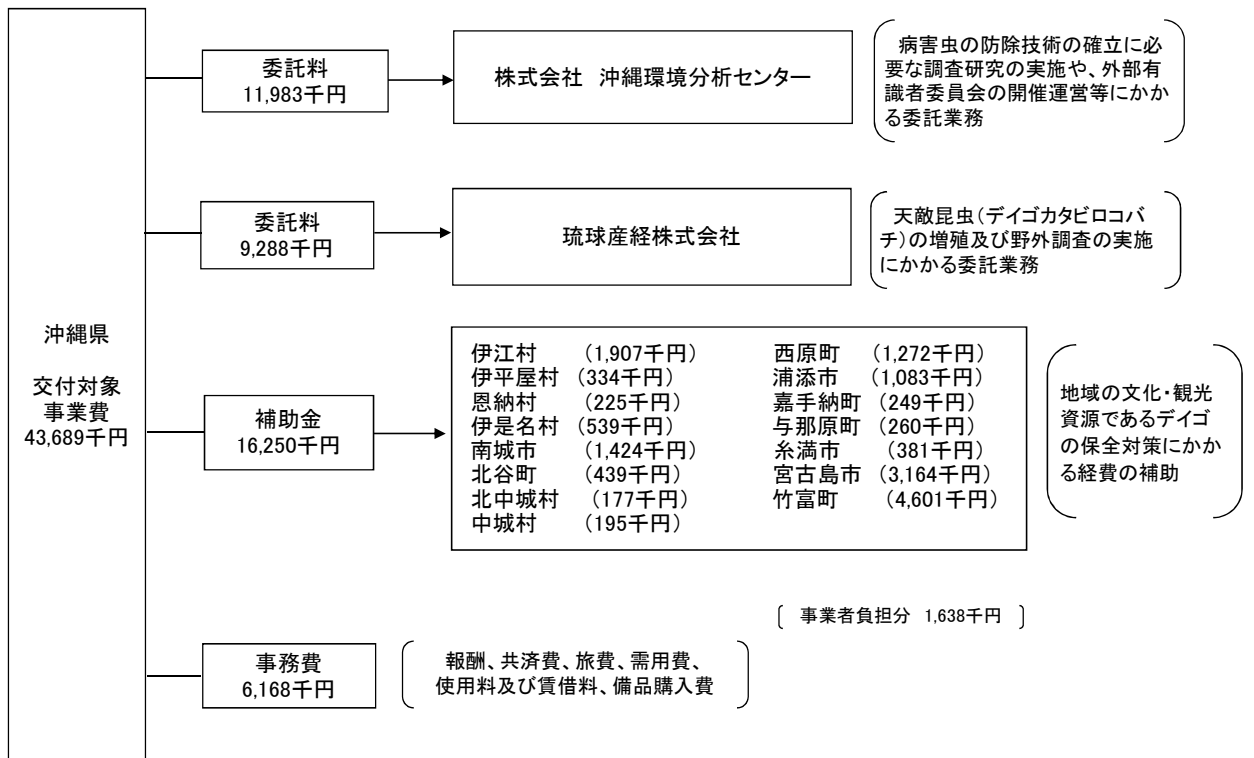 沖縄県
交付対象
事業費
43,689千円
委託料
11,983千円
株式会社 沖縄環境分析センター
病害虫の防除技術の確立に必
要な調査研究の実施や、外部有
識者委員会の開催運営等にかか
る委託業務
委託料
9,288千円
琉球産経株式会社
天敵昆虫(デイゴカタビロコバ
チ)の増殖及び野外調査の実施
にかかる委託業務
補助金
16,250千円
伊江村 (1,907千円) 西原町 (1,272千円)
伊平屋村 (334千円) 浦添市 (1,083千円)
恩納村 (225千円) 嘉手納町 (249千円)
伊是名村 (539千円) 与那原町 (260千円)
南城市 (1,424千円) 糸満市 (381千円)
北谷町 (439千円) 宮古島市 (3,164千円)
北中城村 (177千円) 竹富町 (4,601千円)
中城村 (195千円)
地域の文化・観光
資源であるデイゴ
の保全対策にかか
る経費の補助
事業者負担分 1,638千円
事務費
6,168千円
報酬、共済費、旅費、需用費、
使用料及び賃借料、備品購入費